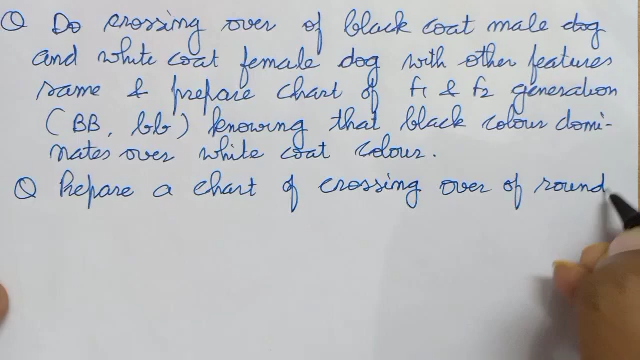 Q Do crossing over of black coat male dog
and white coat female dog with other features
same & prepare chart of f1 & f2 generation
(BB, bb) knowing that black colour domi-
nates over white coat colour.
Q Prepare a chart of crossing over of round